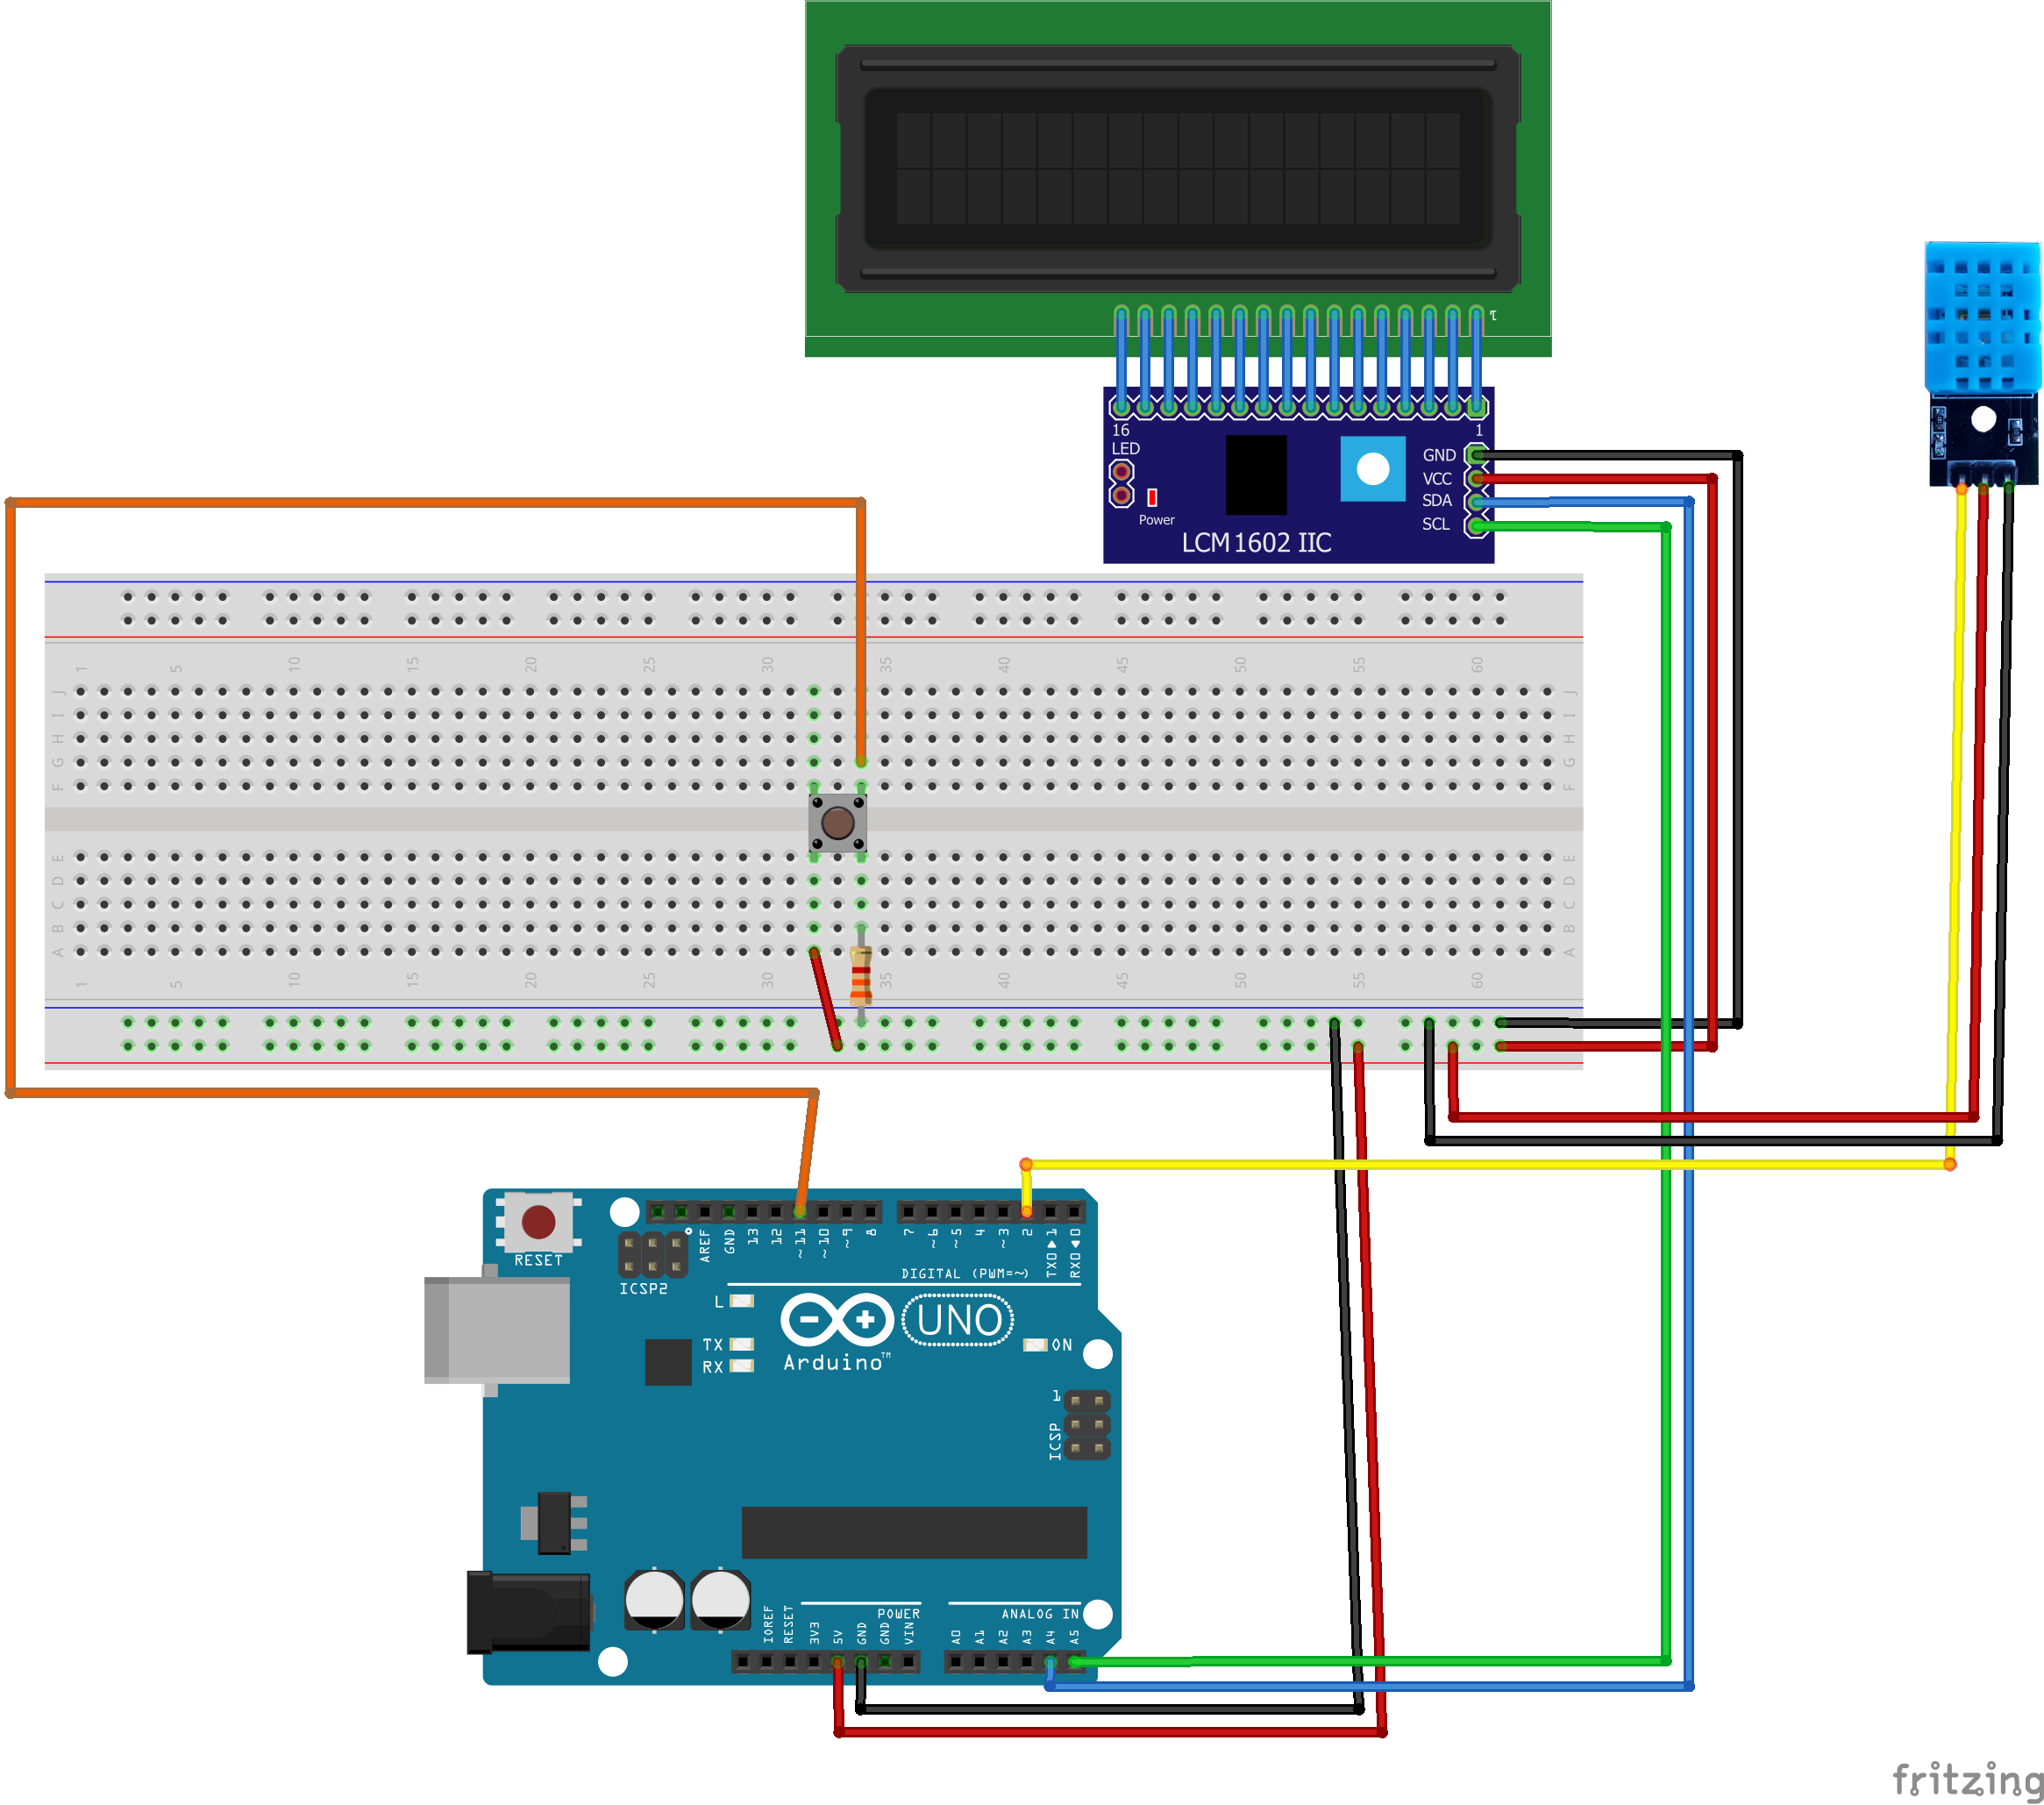 1
16
1
LED
GND
VCC
SDA
SCL
Power
LCM1602 IIC
1 5 10 15 20 25 30 35 40 45 50 55 60
J J
I I
H H
G G
F F
E E
D D
C C
B B
A A
1 5 10 15 20 25 30 35 40 45 50 55 60
RESET
ICSP2
AREF
GND
13
12
~11
~10
~9
8
7
~6
~5
4
~3
2
TX0▶1
RX0◀0
DIGITAL (PWM=~)
L
TX
RX
UNO
Arduino™
ON
1
ICSP
IOREF
RESET
3V3
5V
GND
GND
VIN
POWER
ANALOG IN
A0
A1
A2
A3
A4
A5
fritzing